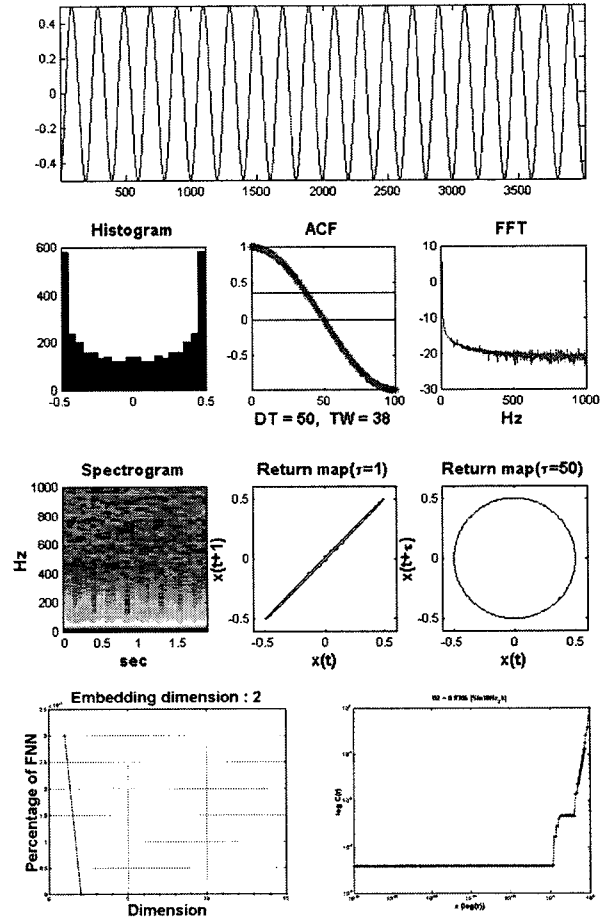 0.4
0.2
0
-0.2
-0.4
500 1000 1500 2000 2500 3000 3500
Histogram ACF FFT
600
400
200
0
-0.5 0 0.5
1
0.5
0
-0.5
0 50 100
DT = 50, TW = 38
10
0
-10
-20
-30
0 500 1000
Hz
Spectrogram Return map(τ=1) Return map(τ=50)
Hz
1000
800
600
400
200
0
0 0.5 1 1.5
sec
x(t+1)
0.5
0
-0.5
-0.5 0 0.5
x(t)
x(t+τ)
0.5
0
-0.5
-0.5 0 0.5
x(t)
Embedding dimension : 2
Percentage of FNN
Dimension
log C(r)